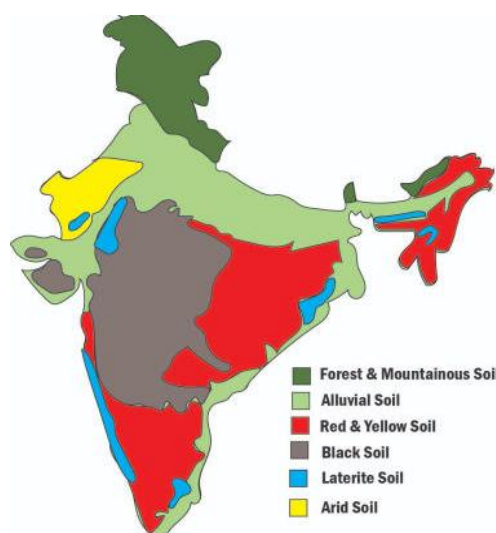 Forest & Mountainous Soil
Alluvial Soil
Red & Yellow Soil
Black Soil
Laterite Soil
Arid Soil